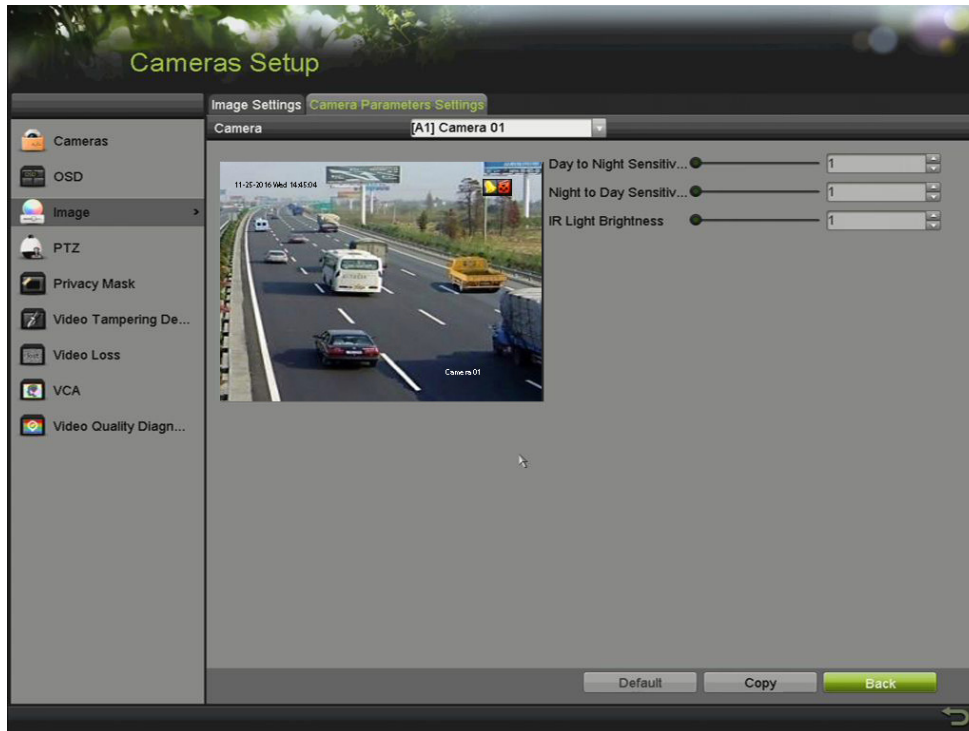 Cameras Setup
Image Settings Camera Parameters Settings
Camera [A1] Camera 01
Cameras
OSD
Image >
PTZ
Privacy Mask
Video Tampering De...
Video Loss
VCA
Video Quality Diagn...
11-25-2016 Wed 14:45:04
Camera 01
Day to Night Sensitiv... 1
Night to Day Sensitiv... 1
IR Light Brightness 1
Default Copy Back